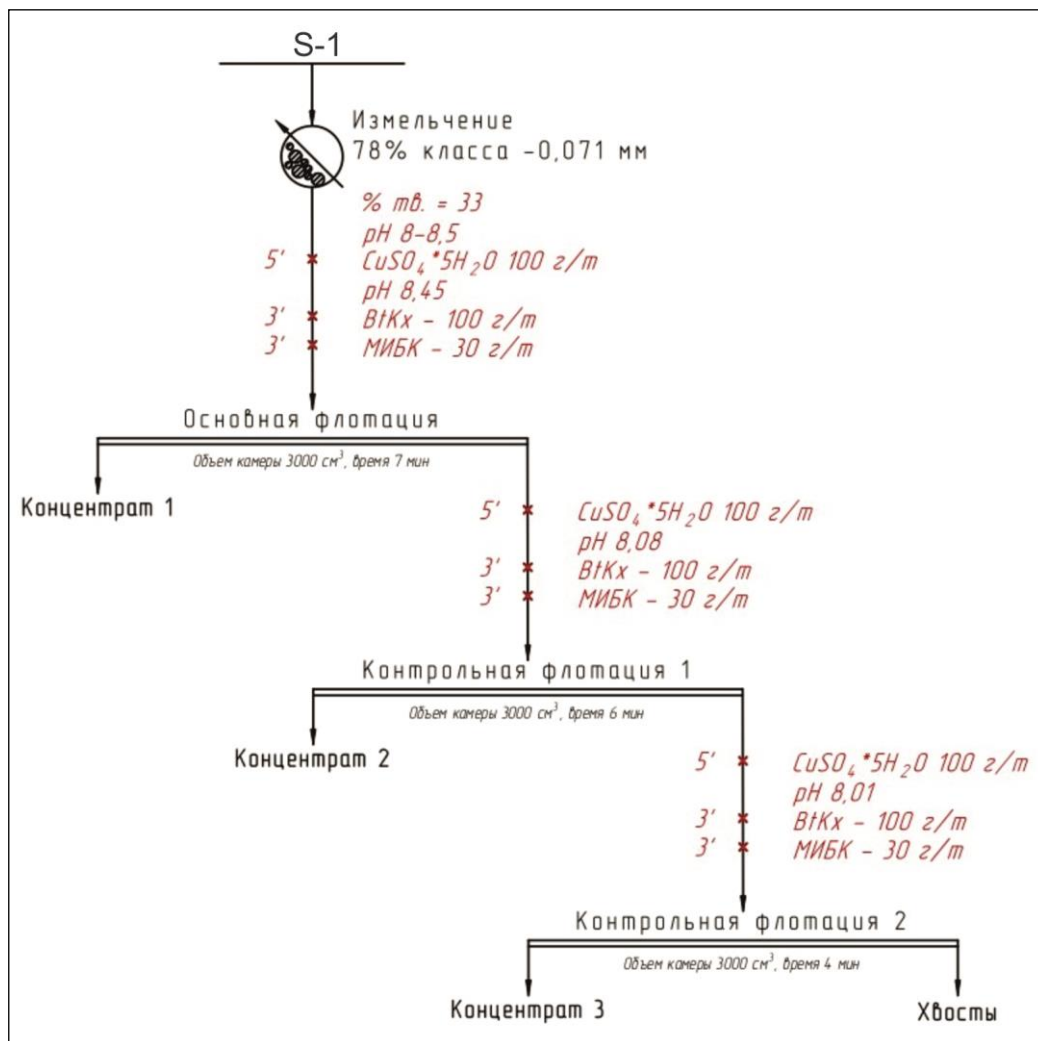 S-1
Измельчение
78% класса -0,071 мм
% тв. = 33
pH 8-8,5
5' CuSO₄*5H₂O 100 г/т
pH 8,45
3' BtKx - 100 г/т
3' МИБК - 30 г/т
Основная флотация
Объем камеры 3000 см³, время 7 мин
Концентрат 1
5' CuSO₄*5H₂O 100 г/т
pH 8,08
3' BtKx - 100 г/т
3' МИБК - 30 г/т
Контрольная флотация 1
Объем камеры 3000 см³, время 6 мин
Концентрат 2
5' CuSO₄*5H₂O 100 г/т
pH 8,01
3' BtKx - 100 г/т
3' МИБК - 30 г/т
Контрольная флотация 2
Объем камеры 3000 см³, время 4 мин
Концентрат 3
Хвосты